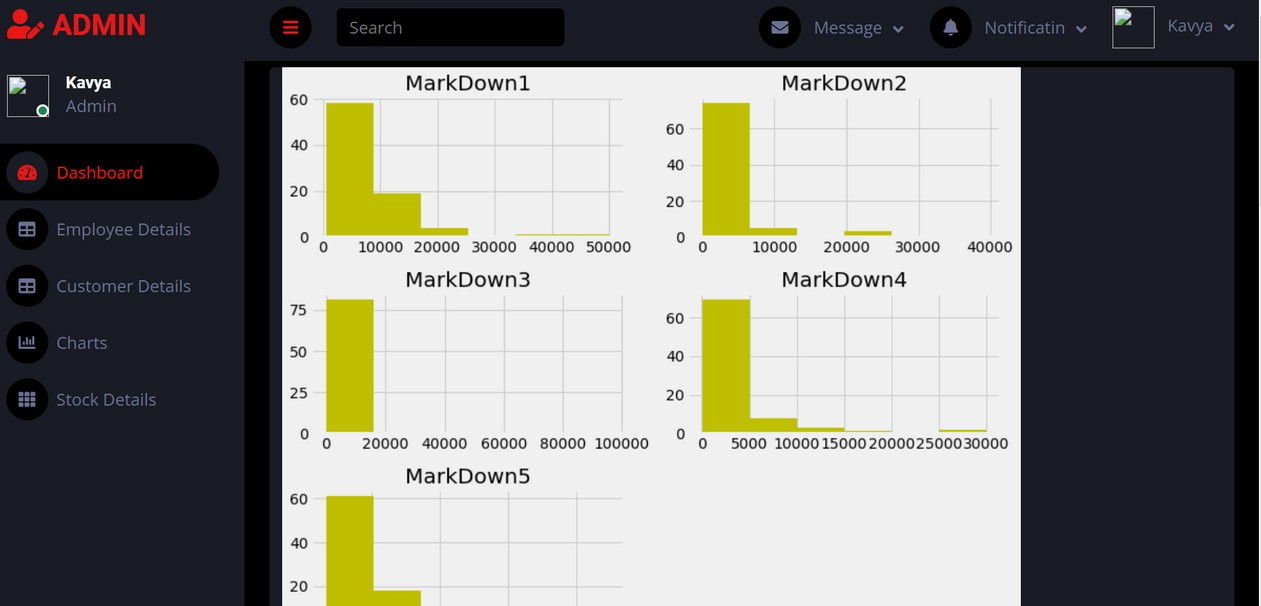 ADMIN
Search
Message
Notificatin
Kavya
Kavya
Admin
Dashboard
Employee Details
Customer Details
Charts
Stock Details
MarkDown1
60
40
20
0
0 10000 20000 30000 40000 50000
MarkDown2
60
40
20
0
0 10000 20000 30000 40000
MarkDown3
75
50
25
0
0 20000 40000 60000 80000 100000
MarkDown4
60
40
20
0
0 5000 10000 15000 20000 25000 30000
MarkDown5
60
40
20